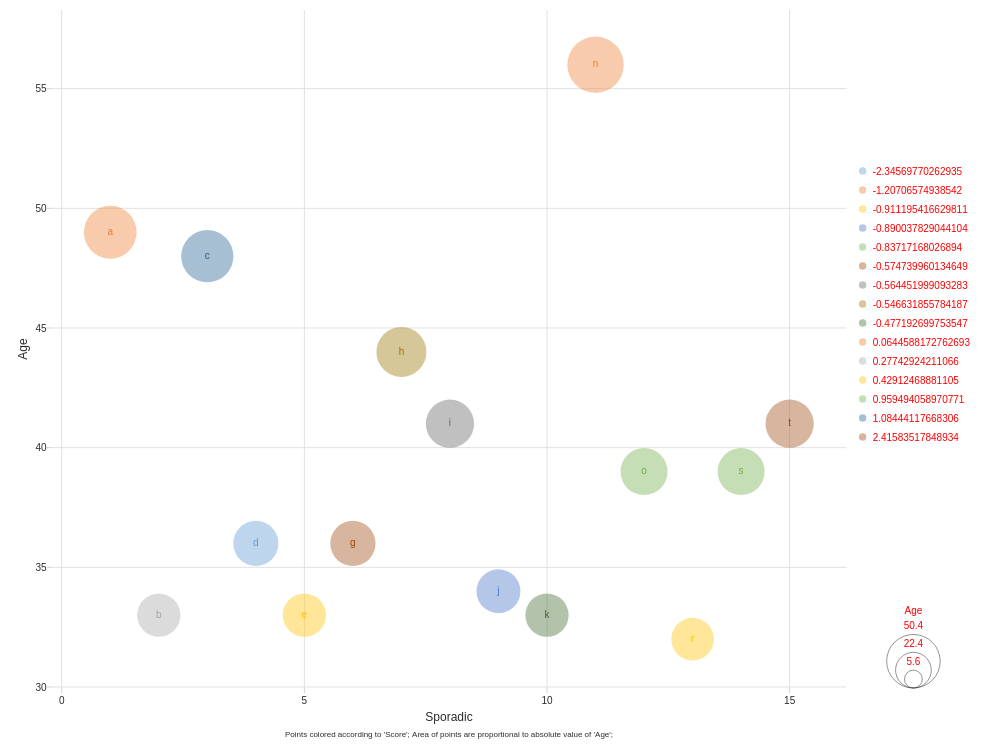 n
55
-2.34569770262935
-1.20706574938542
50
-0.911195416629811
-0.890037829044104
a
-0.83717168026894
c
-0.574739960134649
-0.564451999093283
-0.546631855784187
45
-0.477192699753547
Age
0.0644588172762693
h
0.27742924211066
0.42912468881105
0.959494058970771
i
t
1.08444117668306
2.41583517848934
40
o
s
d
g
35
j
b
e
k
r
Age
50.4
22.4
5.6
30
0
5
10
15
Sporadic
Points colored according to 'Score'; Area of points are proportional to absolute value of 'Age';